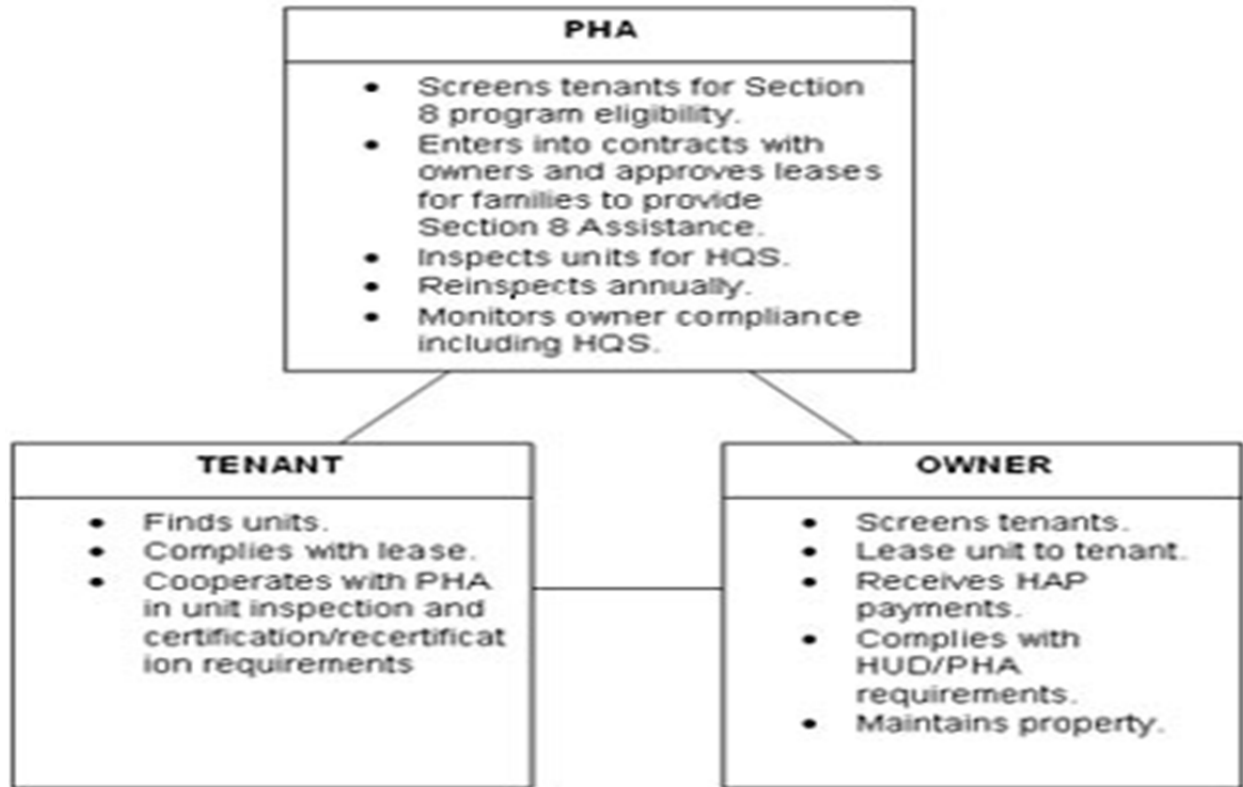 PHA
• Screens tenants for Section
8 program eligibility.
• Enters into contracts with
owners and approves leases
for families to provide
Section 8 Assistance.
• Inspects units for HQS.
• Reinspects annually.
• Monitors owner compliance
including HQS.
TENANT
• Finds units.
• Complies with lease.
• Cooperates with PHA
in unit inspection and
certification/recertificat
ion requirements
OWNER
• Screens tenants.
• Lease unit to tenant.
• Receives HAP
payments.
• Complies with
HUD/PHA
requirements.
• Maintains property.